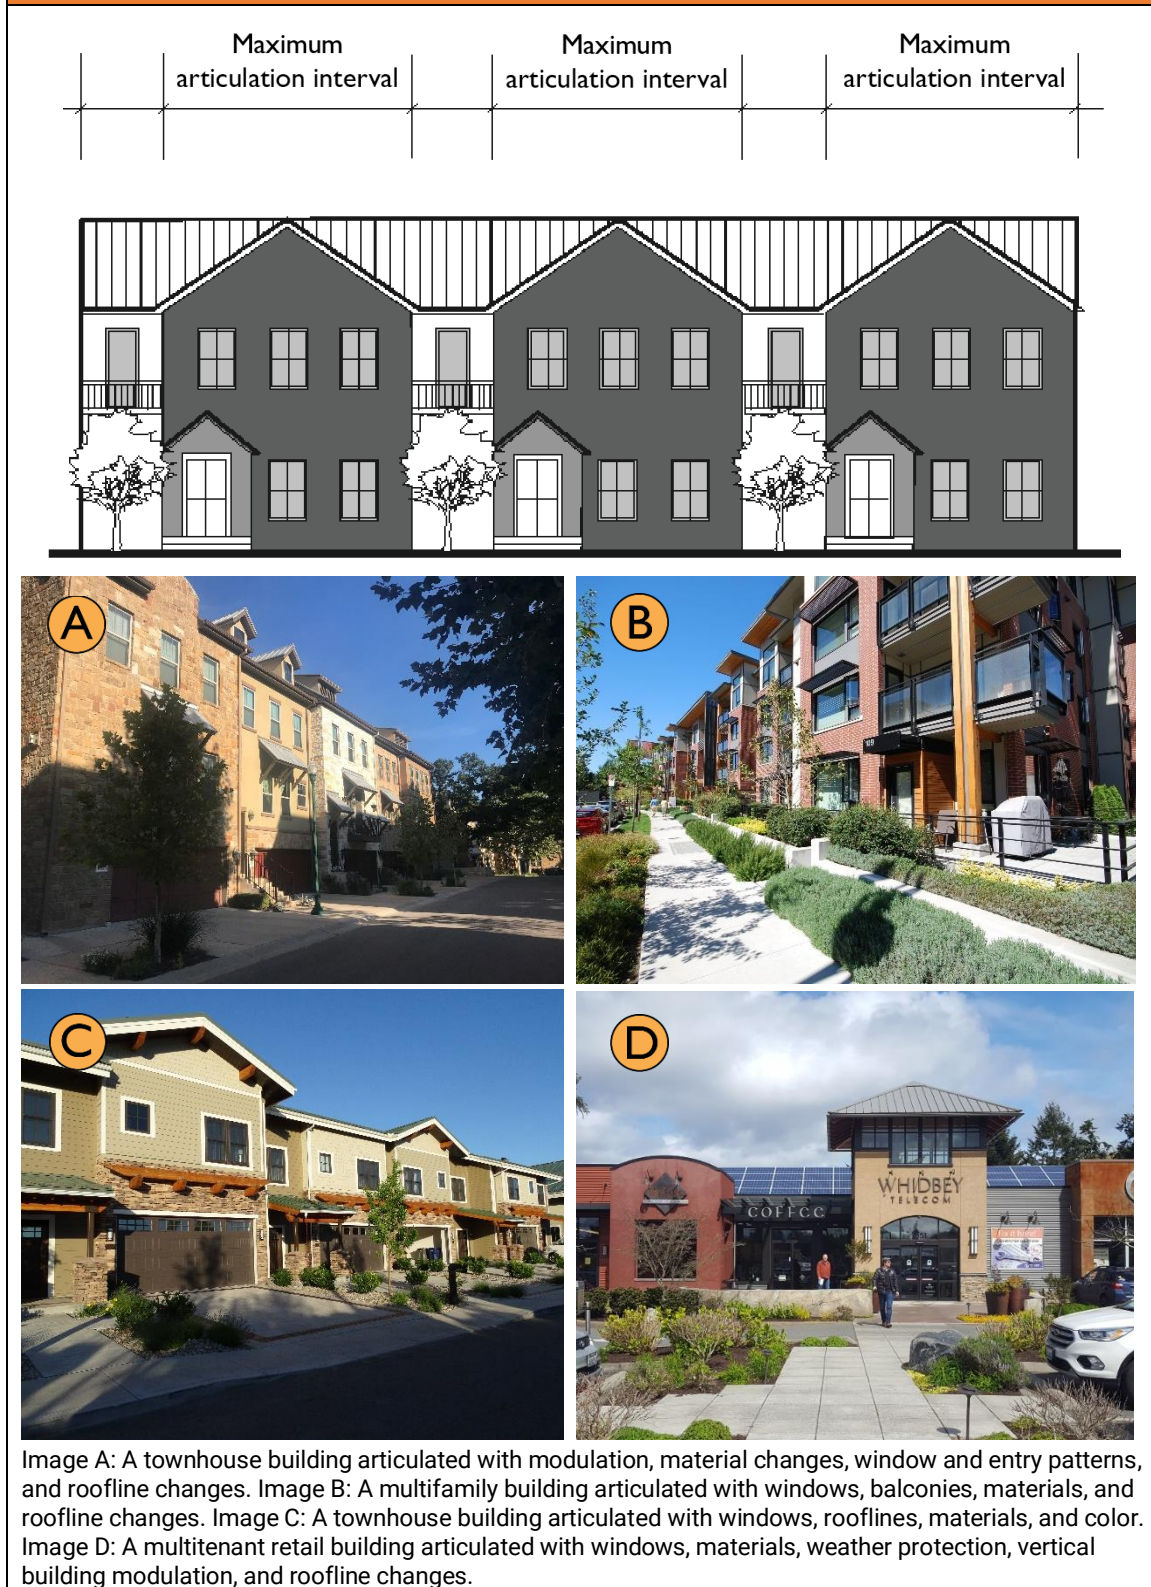 Maximum
articulation interval
Maximum
articulation interval
Maximum
articulation interval
A
B
109
C
D
WHIDBEY
TELECOM
COFFCC
Image A: A townhouse building articulated with modulation, material changes, window and entry patterns,
and roofline changes. Image B: A multifamily building articulated with windows, balconies, materials, and
roofline changes. Image C: A townhouse building articulated with windows, rooflines, materials, and color.
Image D: A multitenant retail building articulated with windows, materials, weather protection, vertical
building modulation, and roofline changes.